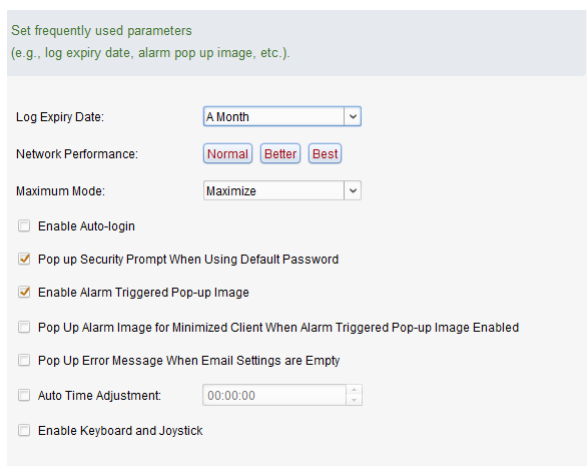 Set frequently used parameters
(e.g., log expiry date, alarm pop up image, etc.).
Log Expiry Date: A Month
Network Performance: Normal Better Best
Maximum Mode: Maximize
Enable Auto-login
Pop up Security Prompt When Using Default Password
Enable Alarm Triggered Pop-up Image
Pop Up Alarm Image for Minimized Client When Alarm Triggered Pop-up Image Enabled
Pop Up Error Message When Email Settings are Empty
Auto Time Adjustment: 00:00:00
Enable Keyboard and Joystick